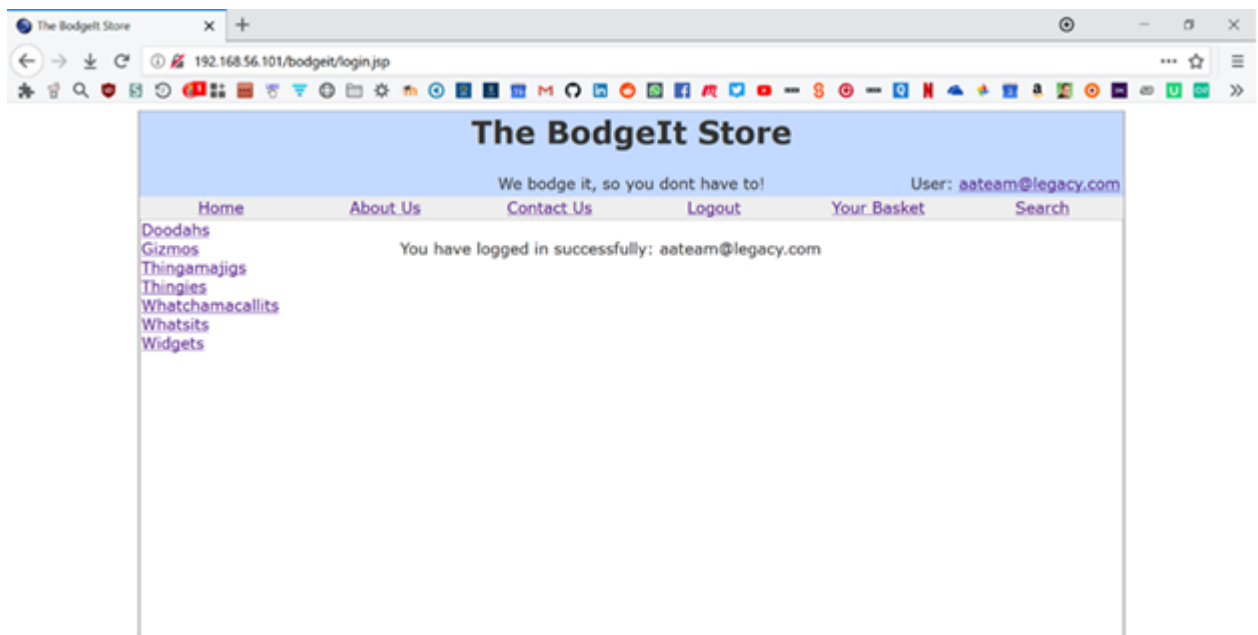 The BodgeIt Store
192.168.56.101/bodgeit/login.jsp
The BodgeIt Store
We bodge it, so you dont have to! User: aateam@legacy.com
Home About Us Contact Us Logout Your Basket Search
Doodahs
Gizmos You have logged in successfully: aateam@legacy.com
Thingamajigs
Thingies
Whatchamacallits
Whatsits
Widgets